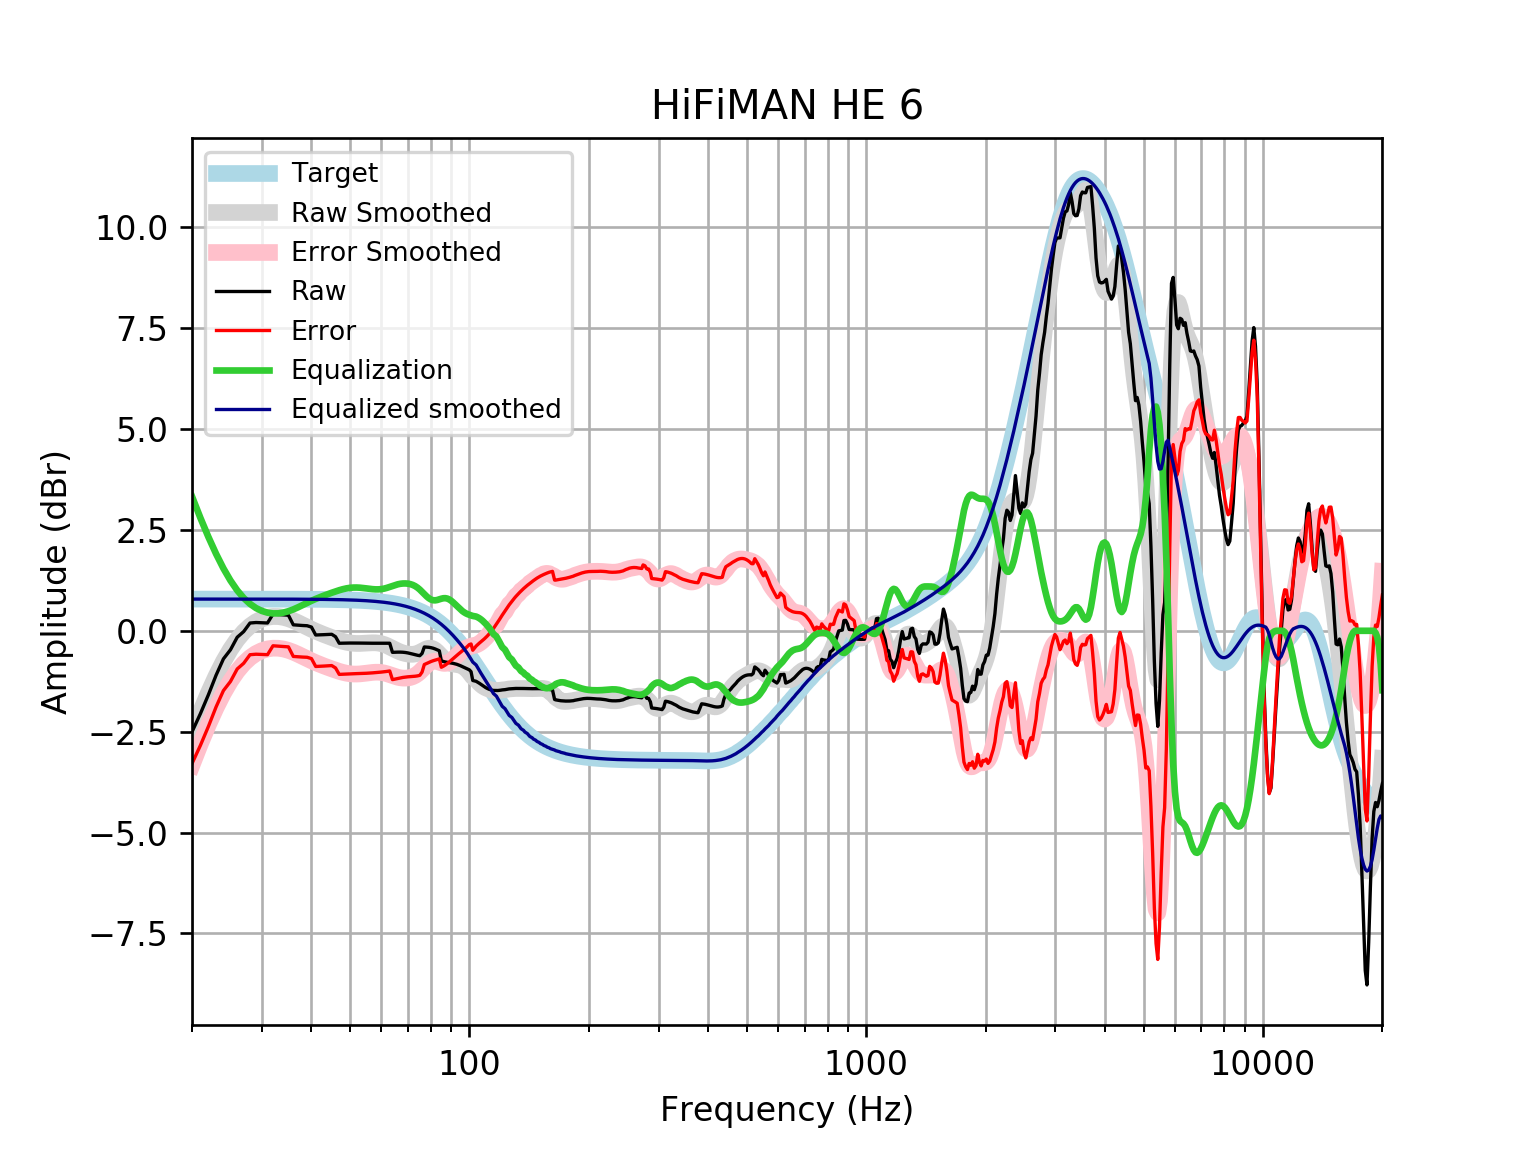 HiFiMAN HE 6
Target
Raw Smoothed
Error Smoothed
Raw
Error
Equalization
Equalized smoothed
10.0
7.5
5.0
2.5
0.0
−2.5
−5.0
−7.5
Amplitude (dBr)
100
1000
10000
Frequency (Hz)